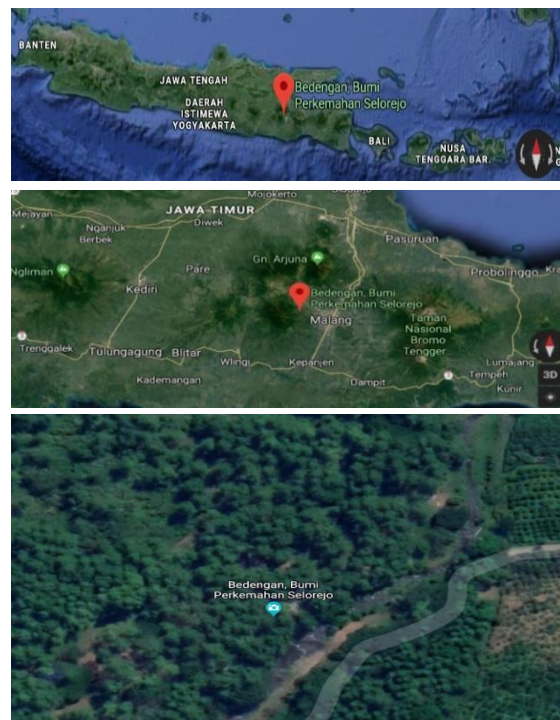 BANTEN
JAWA TENGAH
DAERAH
ISTIMEWA
YOGYAKARTA
Bedengan, Bumi
Perkemahan Selorejo
BALI
NUSA
TENGGARA BAR.
N
Mojokerto
Mejayan
JAWA TIMUR
Nganjuk
Diwek
Berbek
Pasuruan
Gn. Arjuna
Ngliman
Pare
Probolinggo
Kra
Kediri
Bedengan, Bumi
Perkemahan Selorejo
Malang
Taman
Nasional
Bromo
Tengger...
Trenggalek
Tulungagung
Blitar
Wlingi
Kepanjen
Lumajang
Tempeh
3D
Kademangan
Dampit
Kunir
Bedengan, Bumi
Perkemahan Selorejo